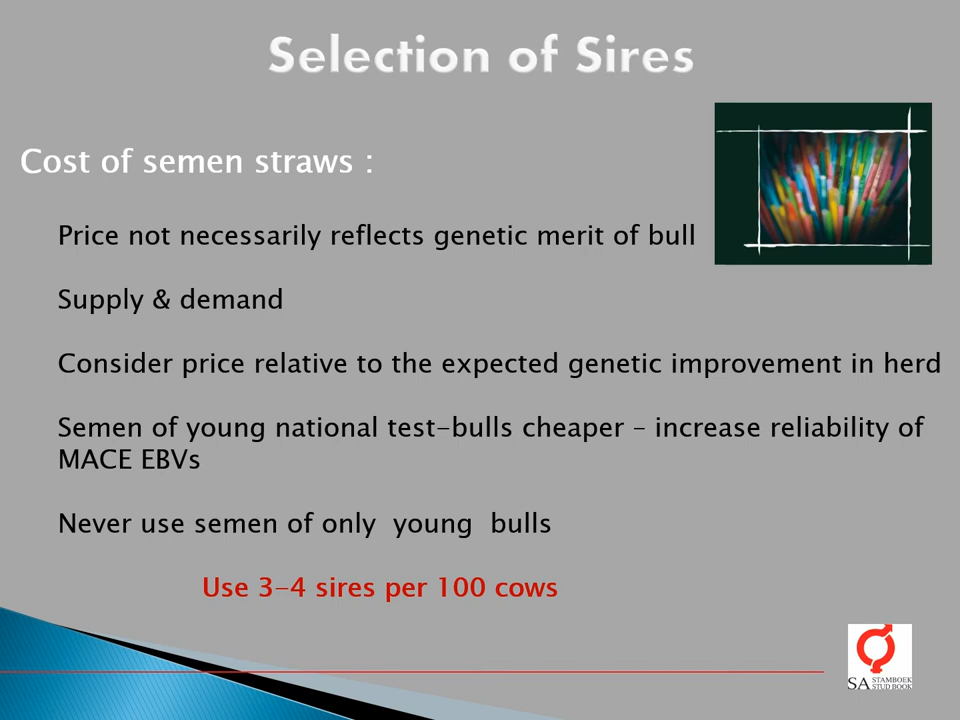 Selection of Sires
Cost of semen straws :
Price not necessarily reflects genetic merit of bull
Supply & demand
Consider price relative to the expected genetic improvement in herd
Semen of young national test-bulls cheaper – increase reliability of
MACE EBVs
Never use semen of only young bulls
Use 3-4 sires per 100 cows
SA STAMBOEK
STUD BOOK